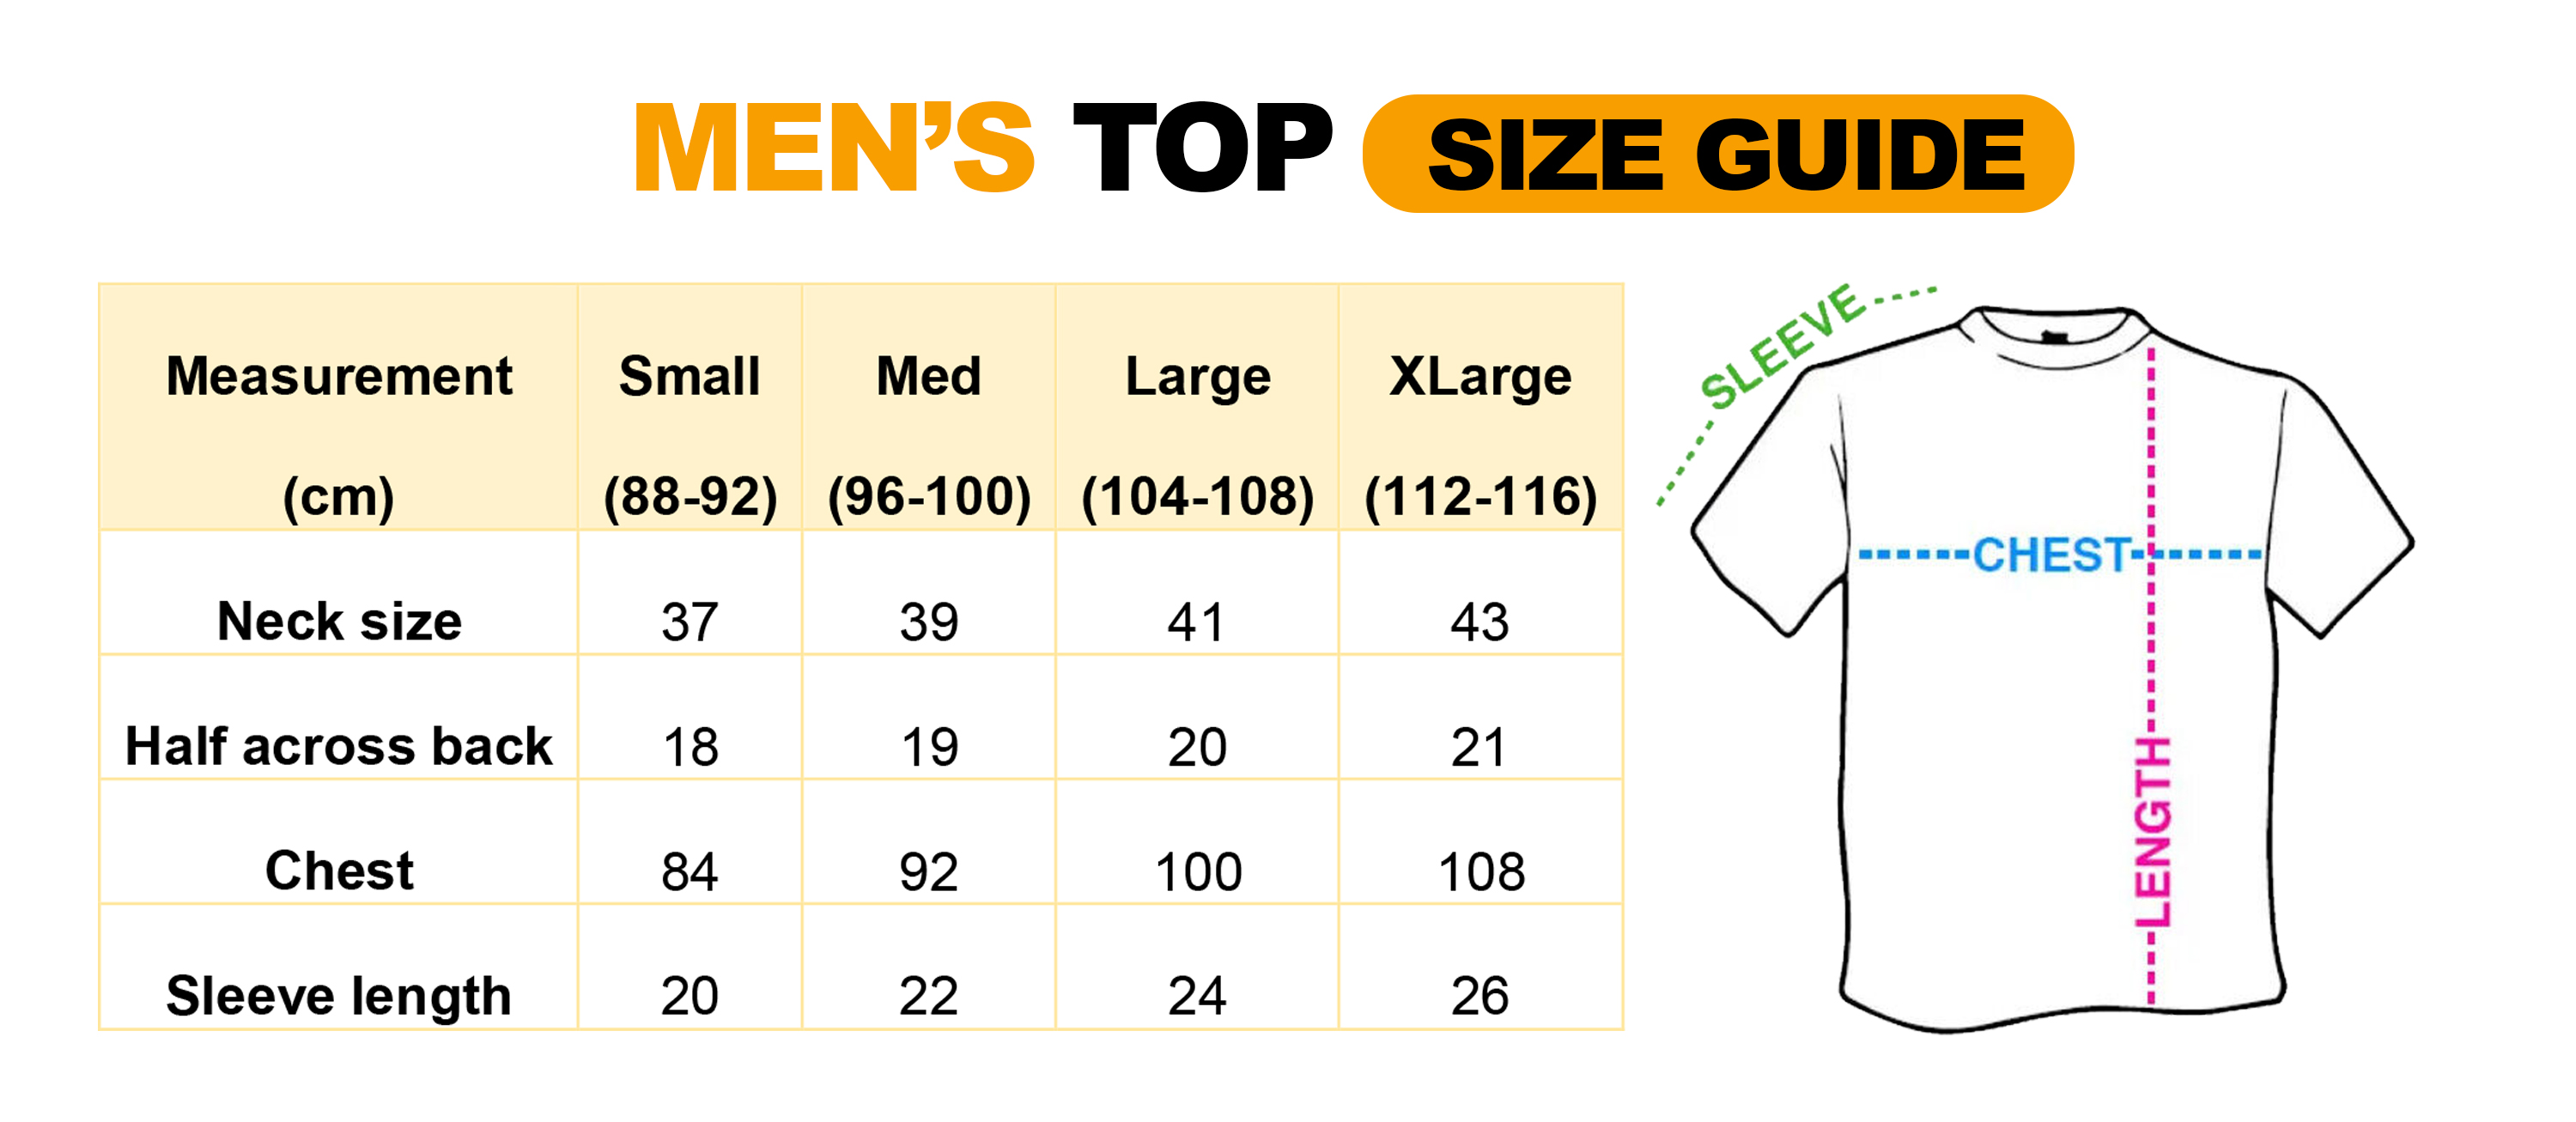 MEN’S TOP SIZE GUIDE
Measurement Small Med Large XLarge
(cm) (88-92) (96-100) (104-108) (112-116)
Neck size 37 39 41 43
Half across back 18 19 20 21
Chest 84 92 100 108
Sleeve length 20 22 24 26
SLEEVE
CHEST
LENGTH